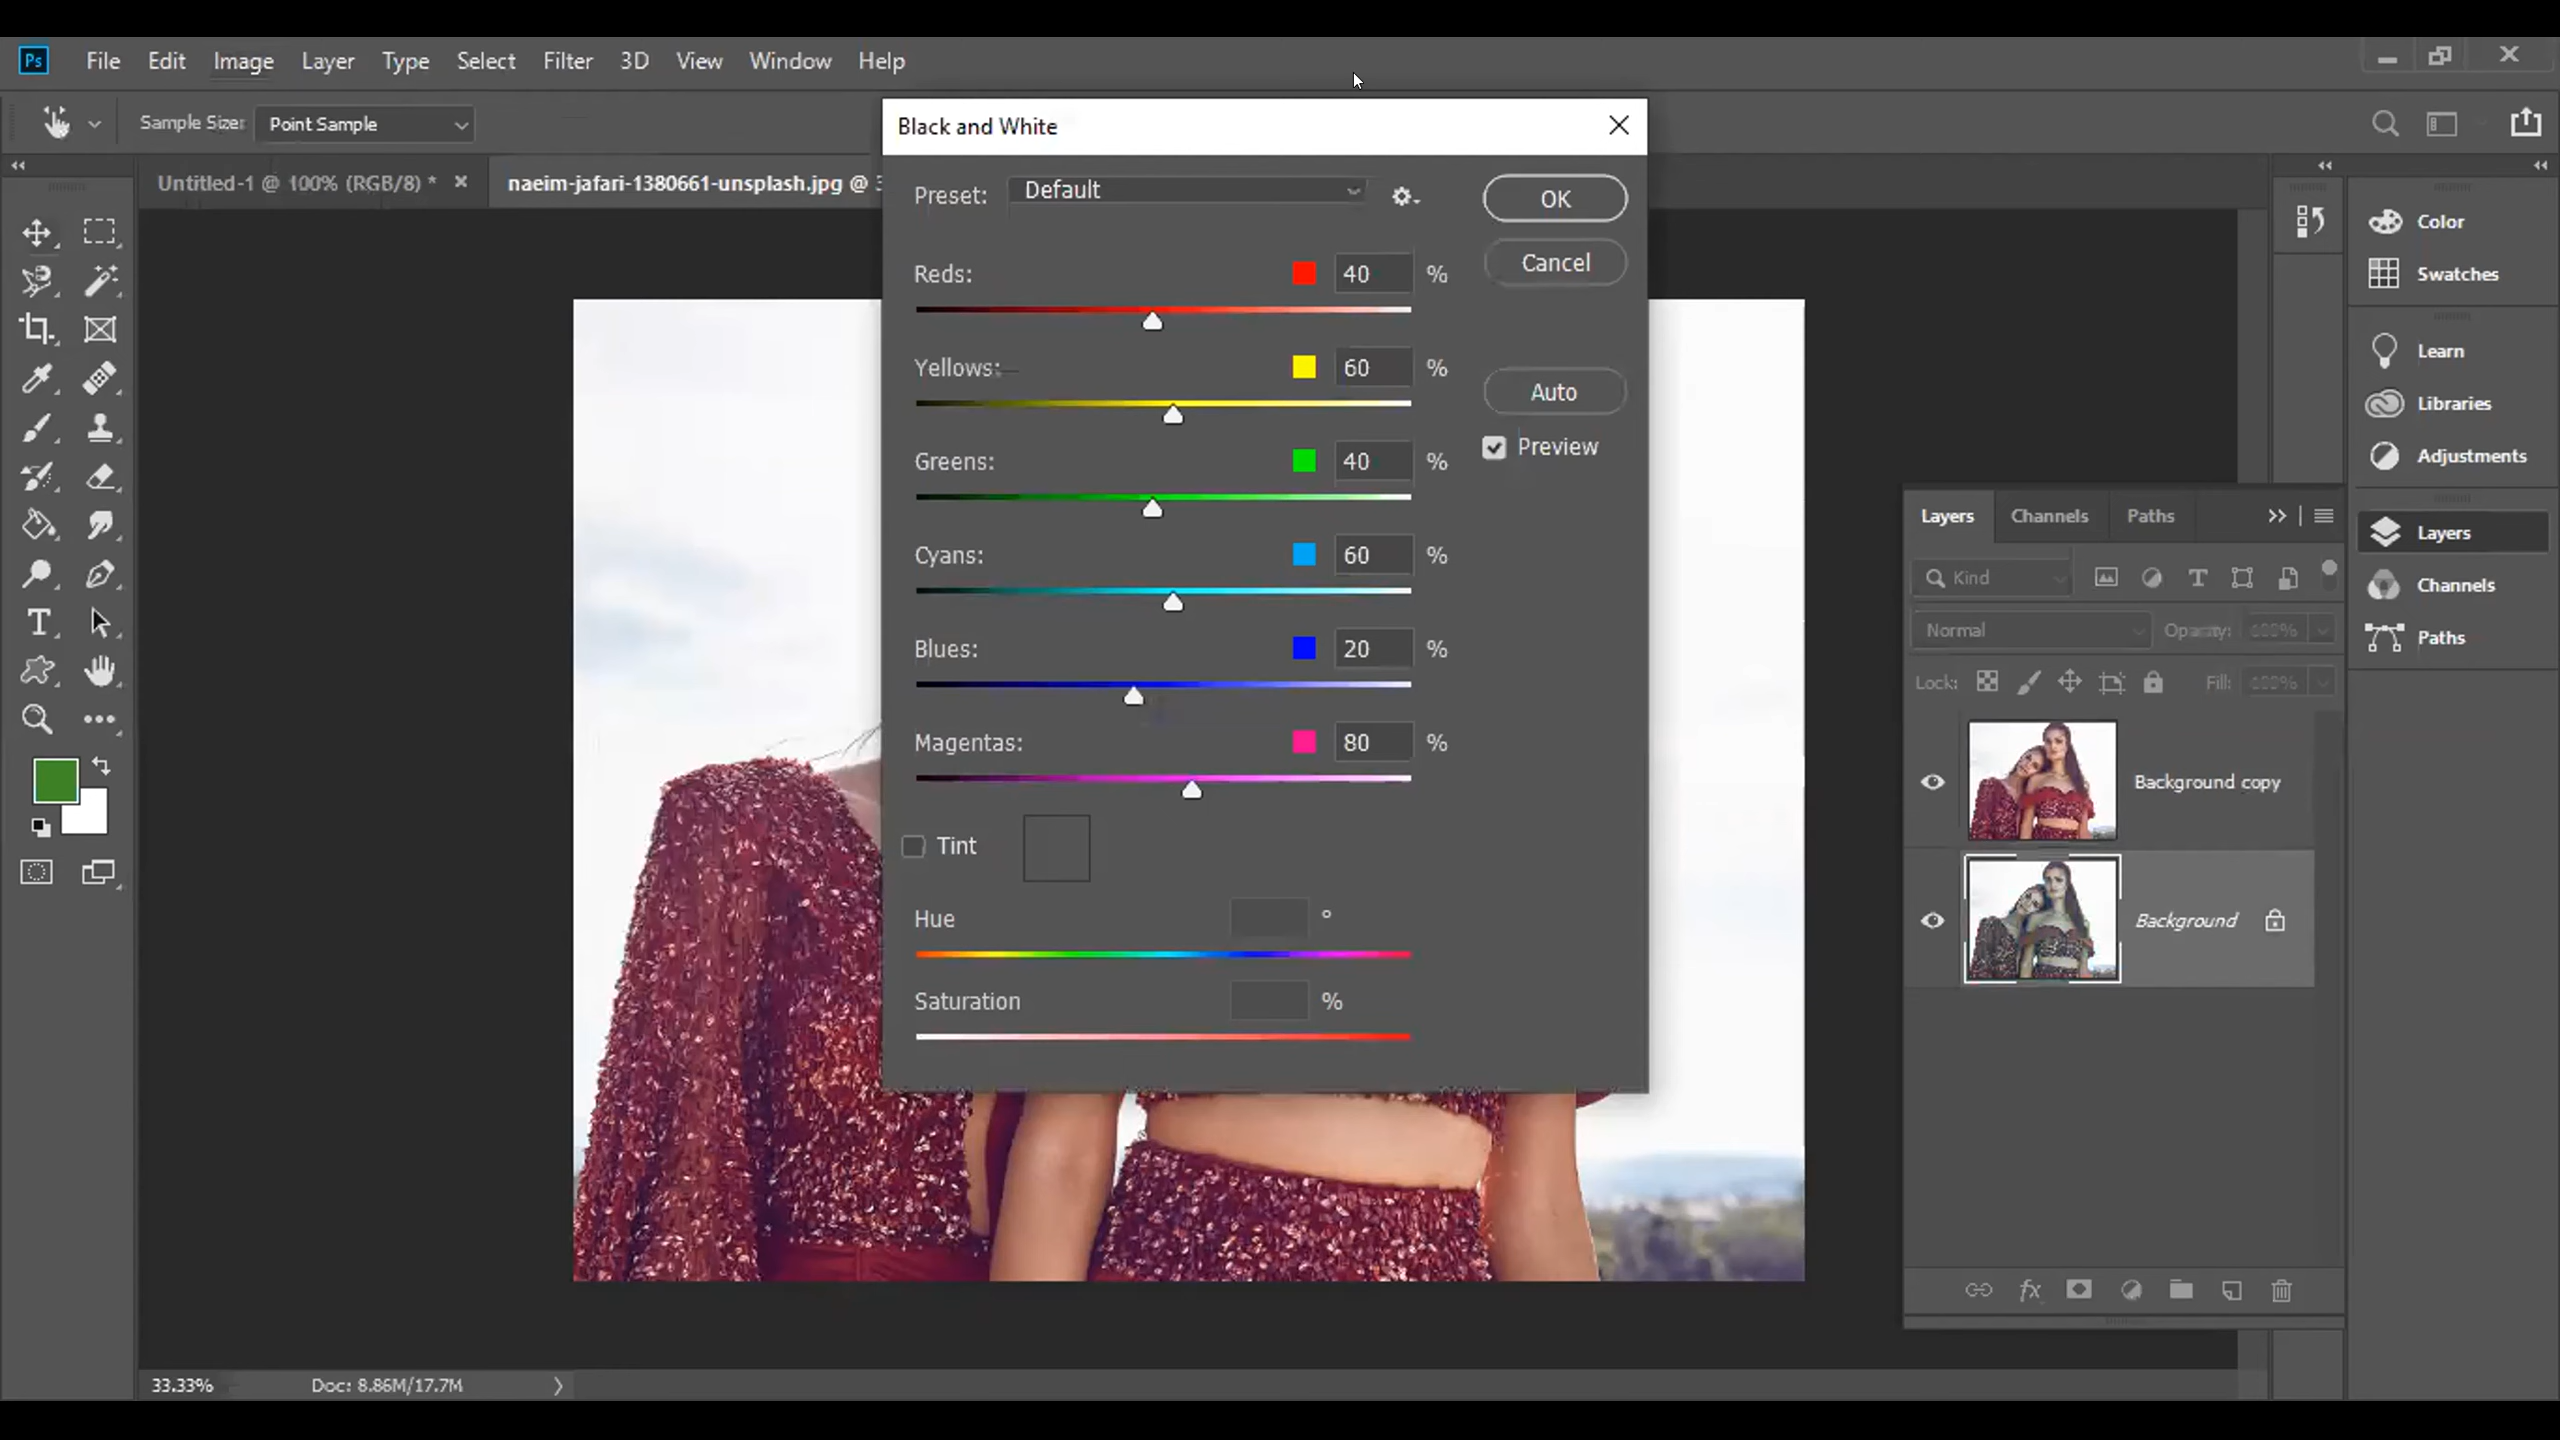 Ps File Edit Image Layer Type Select Filter 3D View Window Help
Sample Size: Point Sample
Untitled-1 @ 100% (RGB/8) *
naeim-jafari-1380661-unsplash.jpg @
Black and White
Preset: Default
OK
Cancel
Reds: 40 %
Yellows: 60 %
Auto
Preview
Greens: 40 %
Cyans: 60 %
Blues: 20 %
Magentas: 80 %
Tint
Hue °
Saturation %
Color
Swatches
Learn
Libraries
Adjustments
Layers
Channels
Paths
Layers Channels Paths
Kind
Normal Opacity:
Lock: Fill:
Background copy
Background
33.33% Doc: 8.86M/17.7M